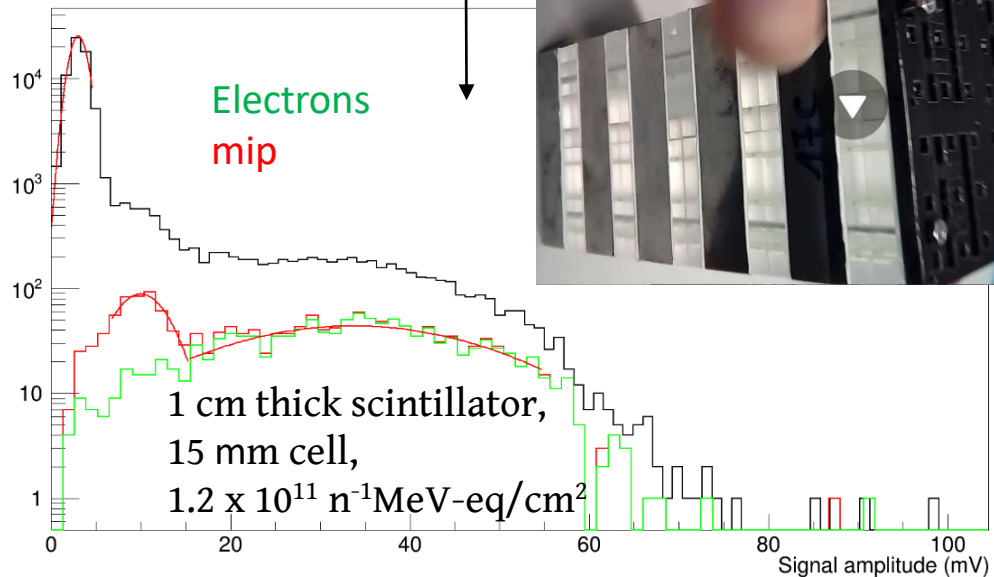 10⁴
10³
10²
10
1
Electrons
mip
1 cm thick scintillator,
15 mm cell,
1.2 x 10¹¹ n⁻¹MeV-eq/cm²
0 20 40 60 80 100
Signal amplitude (mV)